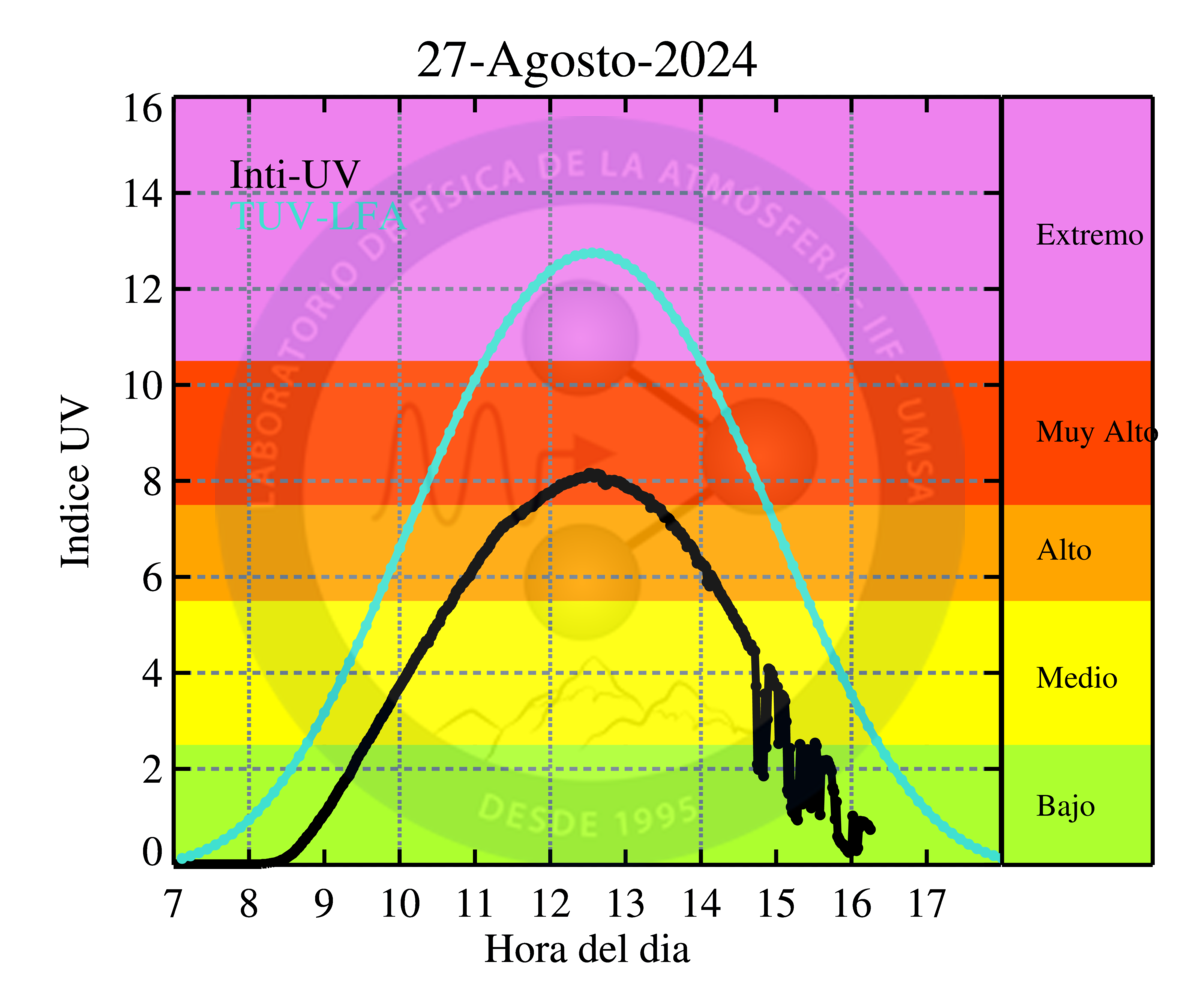 27-Agosto-2024
16
14
12
10
8
6
4
2
0
Indice UV
Inti-UV
TUV-LFA
LABORATORIO DE FÍSICA DE LA ATMÓSFERA - IIF - UMSA
DESDE 1995
Extremo
Muy Alto
Alto
Medio
Bajo
7 8 9 10 11 12 13 14 15 16 17
Hora del dia